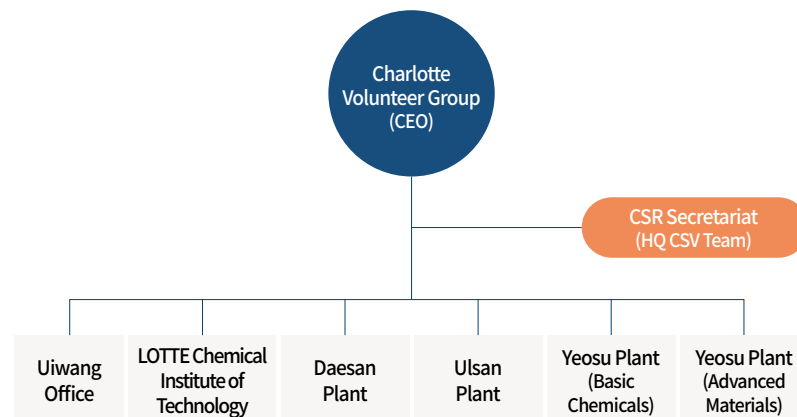 Charlotte
Volunteer Group
(CEO)
CSR Secretariat
(HQ CSV Team)
Uiwang
Office
LOTTE Chemical
Institute of
Technology
Daesan
Plant
Ulsan
Plant
Yeosu Plant
(Basic
Chemicals)
Yeosu Plant
(Advanced
Materials)